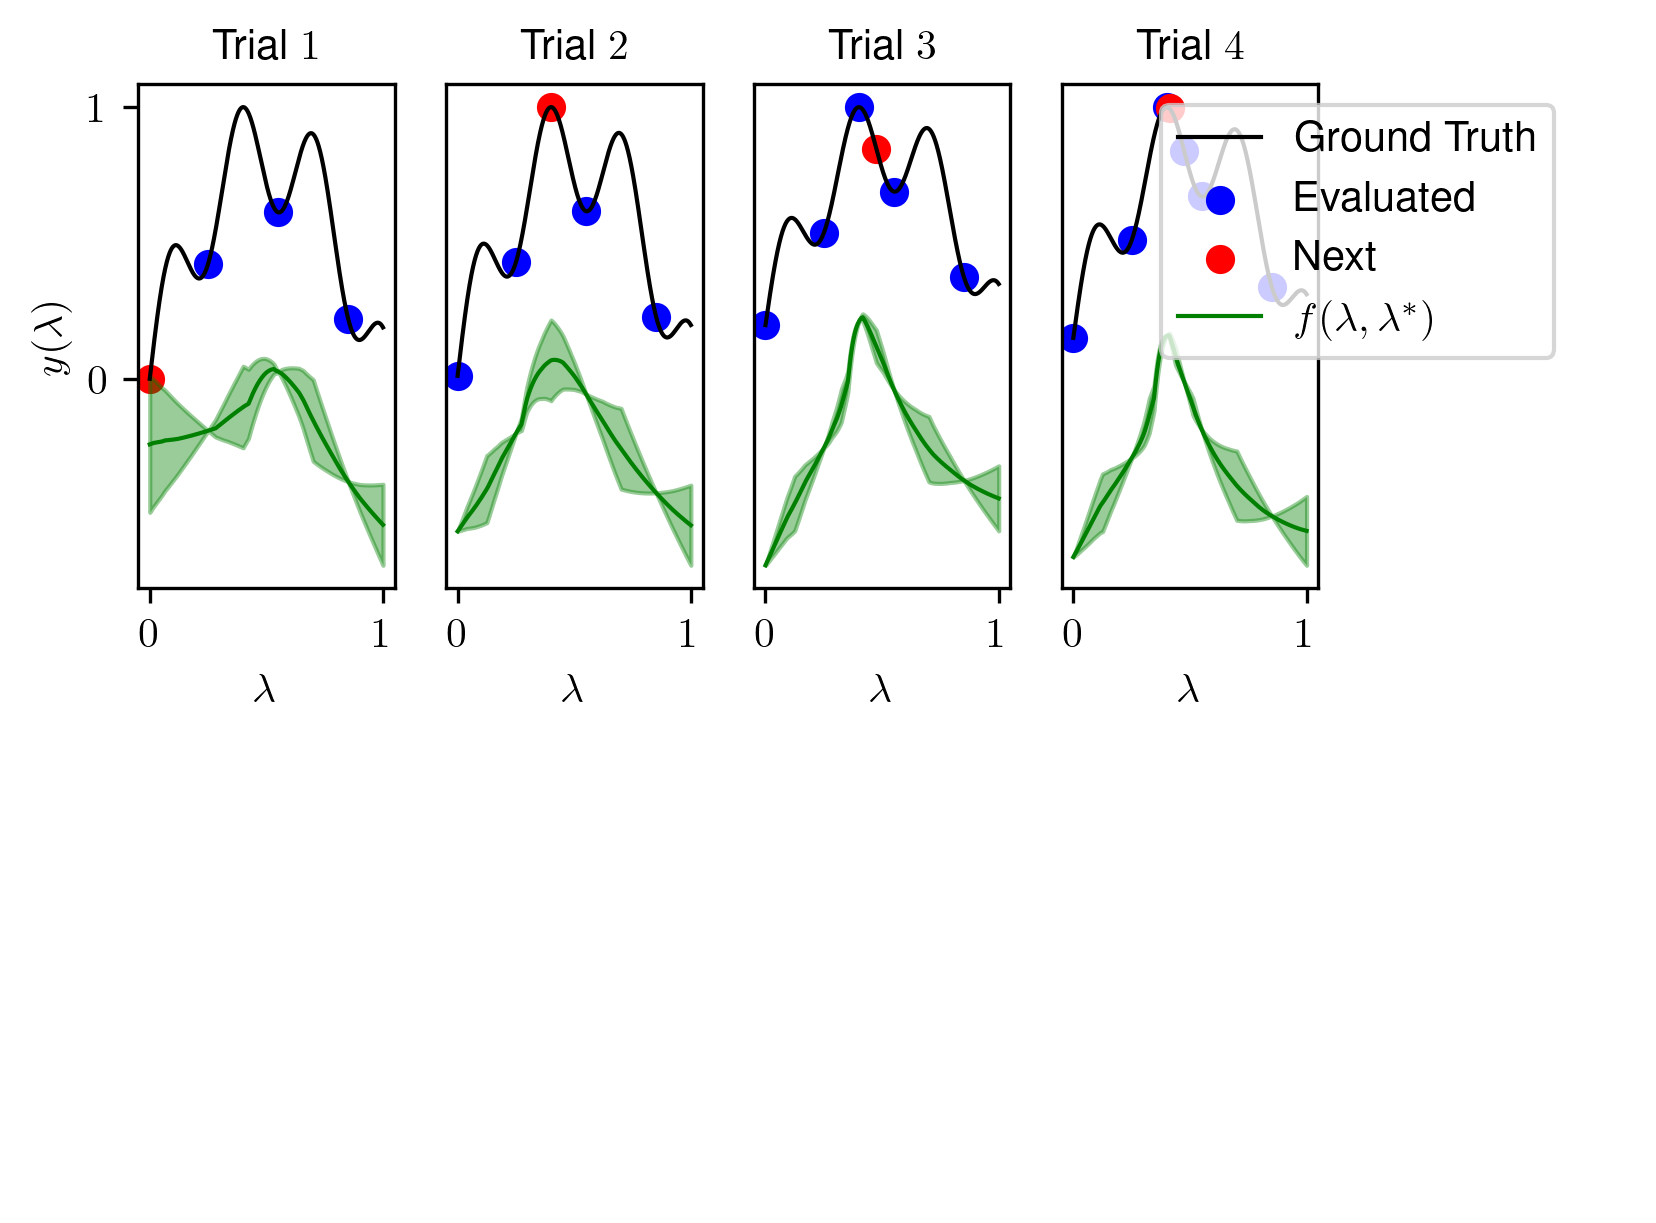 Trial 1
Trial 2
Trial 3
Trial 4
1
0
y(λ)
Ground Truth
Evaluated
Next
f(λ, λ*)
0 1
0 1
0 1
0 1
λ
λ
λ
λ